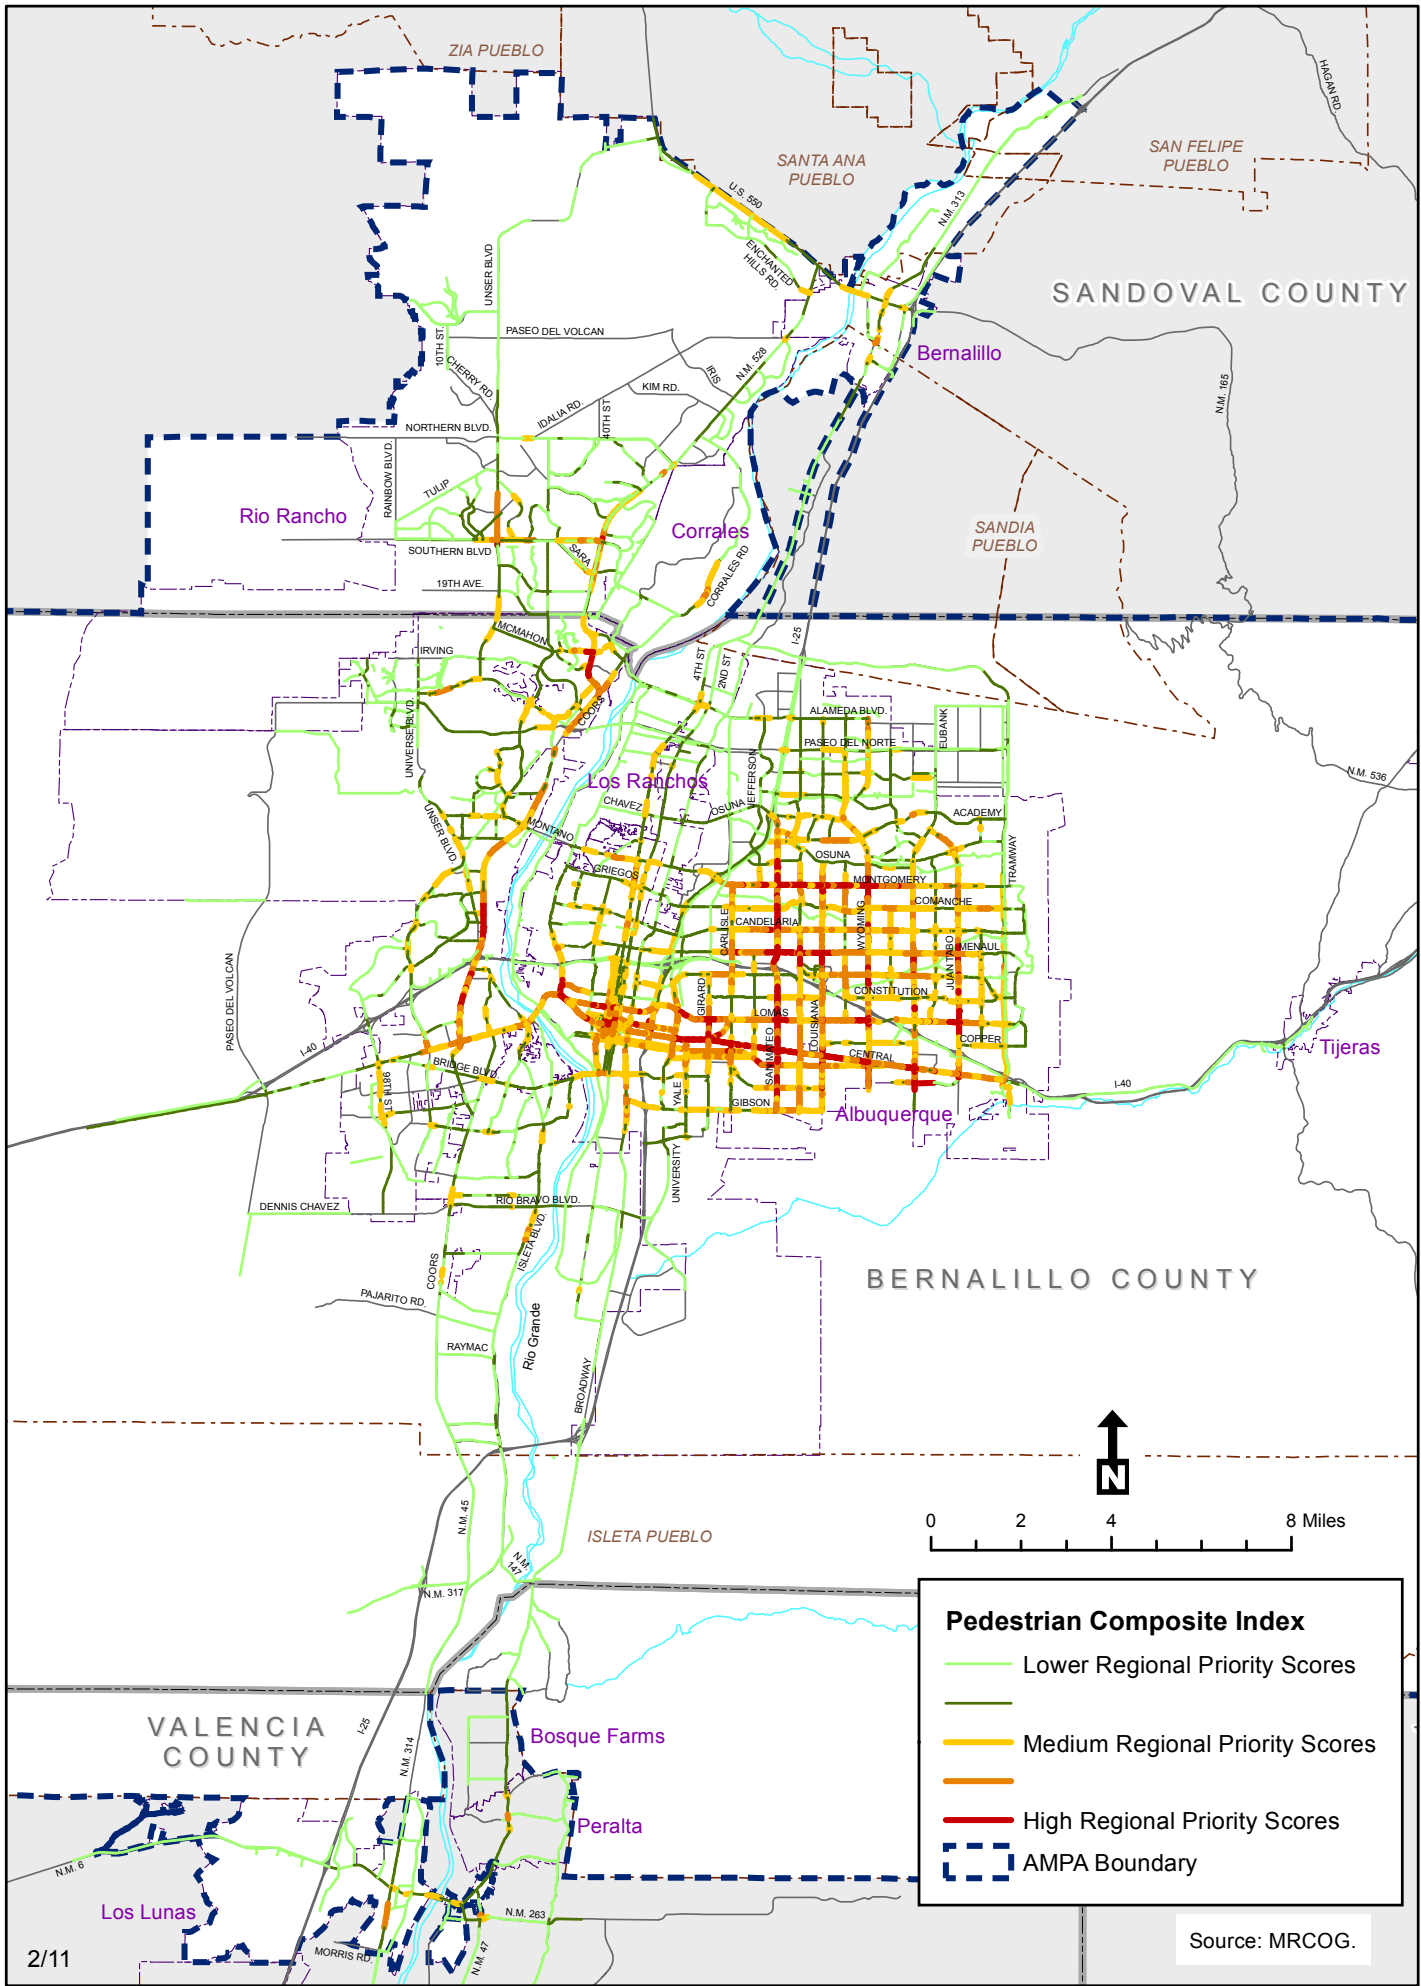 ZIA PUEBLO
HAGAN RD.
SANTA ANA
PUEBLO
SAN FELIPE
PUEBLO
U.S. 550
N.M. 313
ENCHANTED
HILLS RD.
UNSER BLVD
SANDOVAL COUNTY
10TH ST.
PASEO DEL VOLCAN
Bernalillo
CHERRY RD.
IRIS
N.M. 528
KIM RD.
N.M. 165
IDALIA RD.
40TH ST
NORTHERN BLVD.
RAINBOW BLVD.
TULIP
Rio Rancho
Corrales
SANDIA
PUEBLO
SOUTHERN BLVD
SARA
CORRALES RD
19TH AVE.
MCMAHON
I-25
IRVING
4TH ST
2ND ST
COORS
ALAMEDA BLVD.
EUBANK
UNIVERSE BLVD.
PASEO DEL NORTE
JEFFERSON
N.M. 536
Los Ranchos
CHAVEZ
OSUNA
ACADEMY
UNSER BLVD.
MONTANO
TRAMWAY
OSUNA
GRIEGOS
MONTGOMERY
COMANCHE
CARLISLE
CANDELARIA
WYOMING
MENAUL
JUAN TABO
PASEO DEL VOLCAN
GIRARD
CONSTITUTION
LOMAS
LOUISIANA
SAN MATEO
COPPER
I-40
CENTRAL
Tijeras
BRIDGE BLVD
98TH ST.
YALE
I-40
GIBSON
Albuquerque
UNIVERSITY
DENNIS CHAVEZ
RIO BRAVO BLVD.
ISLETA BLVD.
COORS
BERNALILLO COUNTY
PAJARITO RD.
Rio Grande
RAYMAC
BROADWAY
N
N.M. 45
0 2 4 8 Miles
ISLETA PUEBLO
N.M.
147
N.M. 317
Pedestrian Composite Index
Lower Regional Priority Scores
Medium Regional Priority Scores
High Regional Priority Scores
AMPA Boundary
VALENCIA
COUNTY
I-25
N.M. 314
Bosque Farms
Peralta
N.M. 6
Los Lunas
N.M. 263
MORRIS RD.
N.M. 47
Source: MRCOG.
2/11